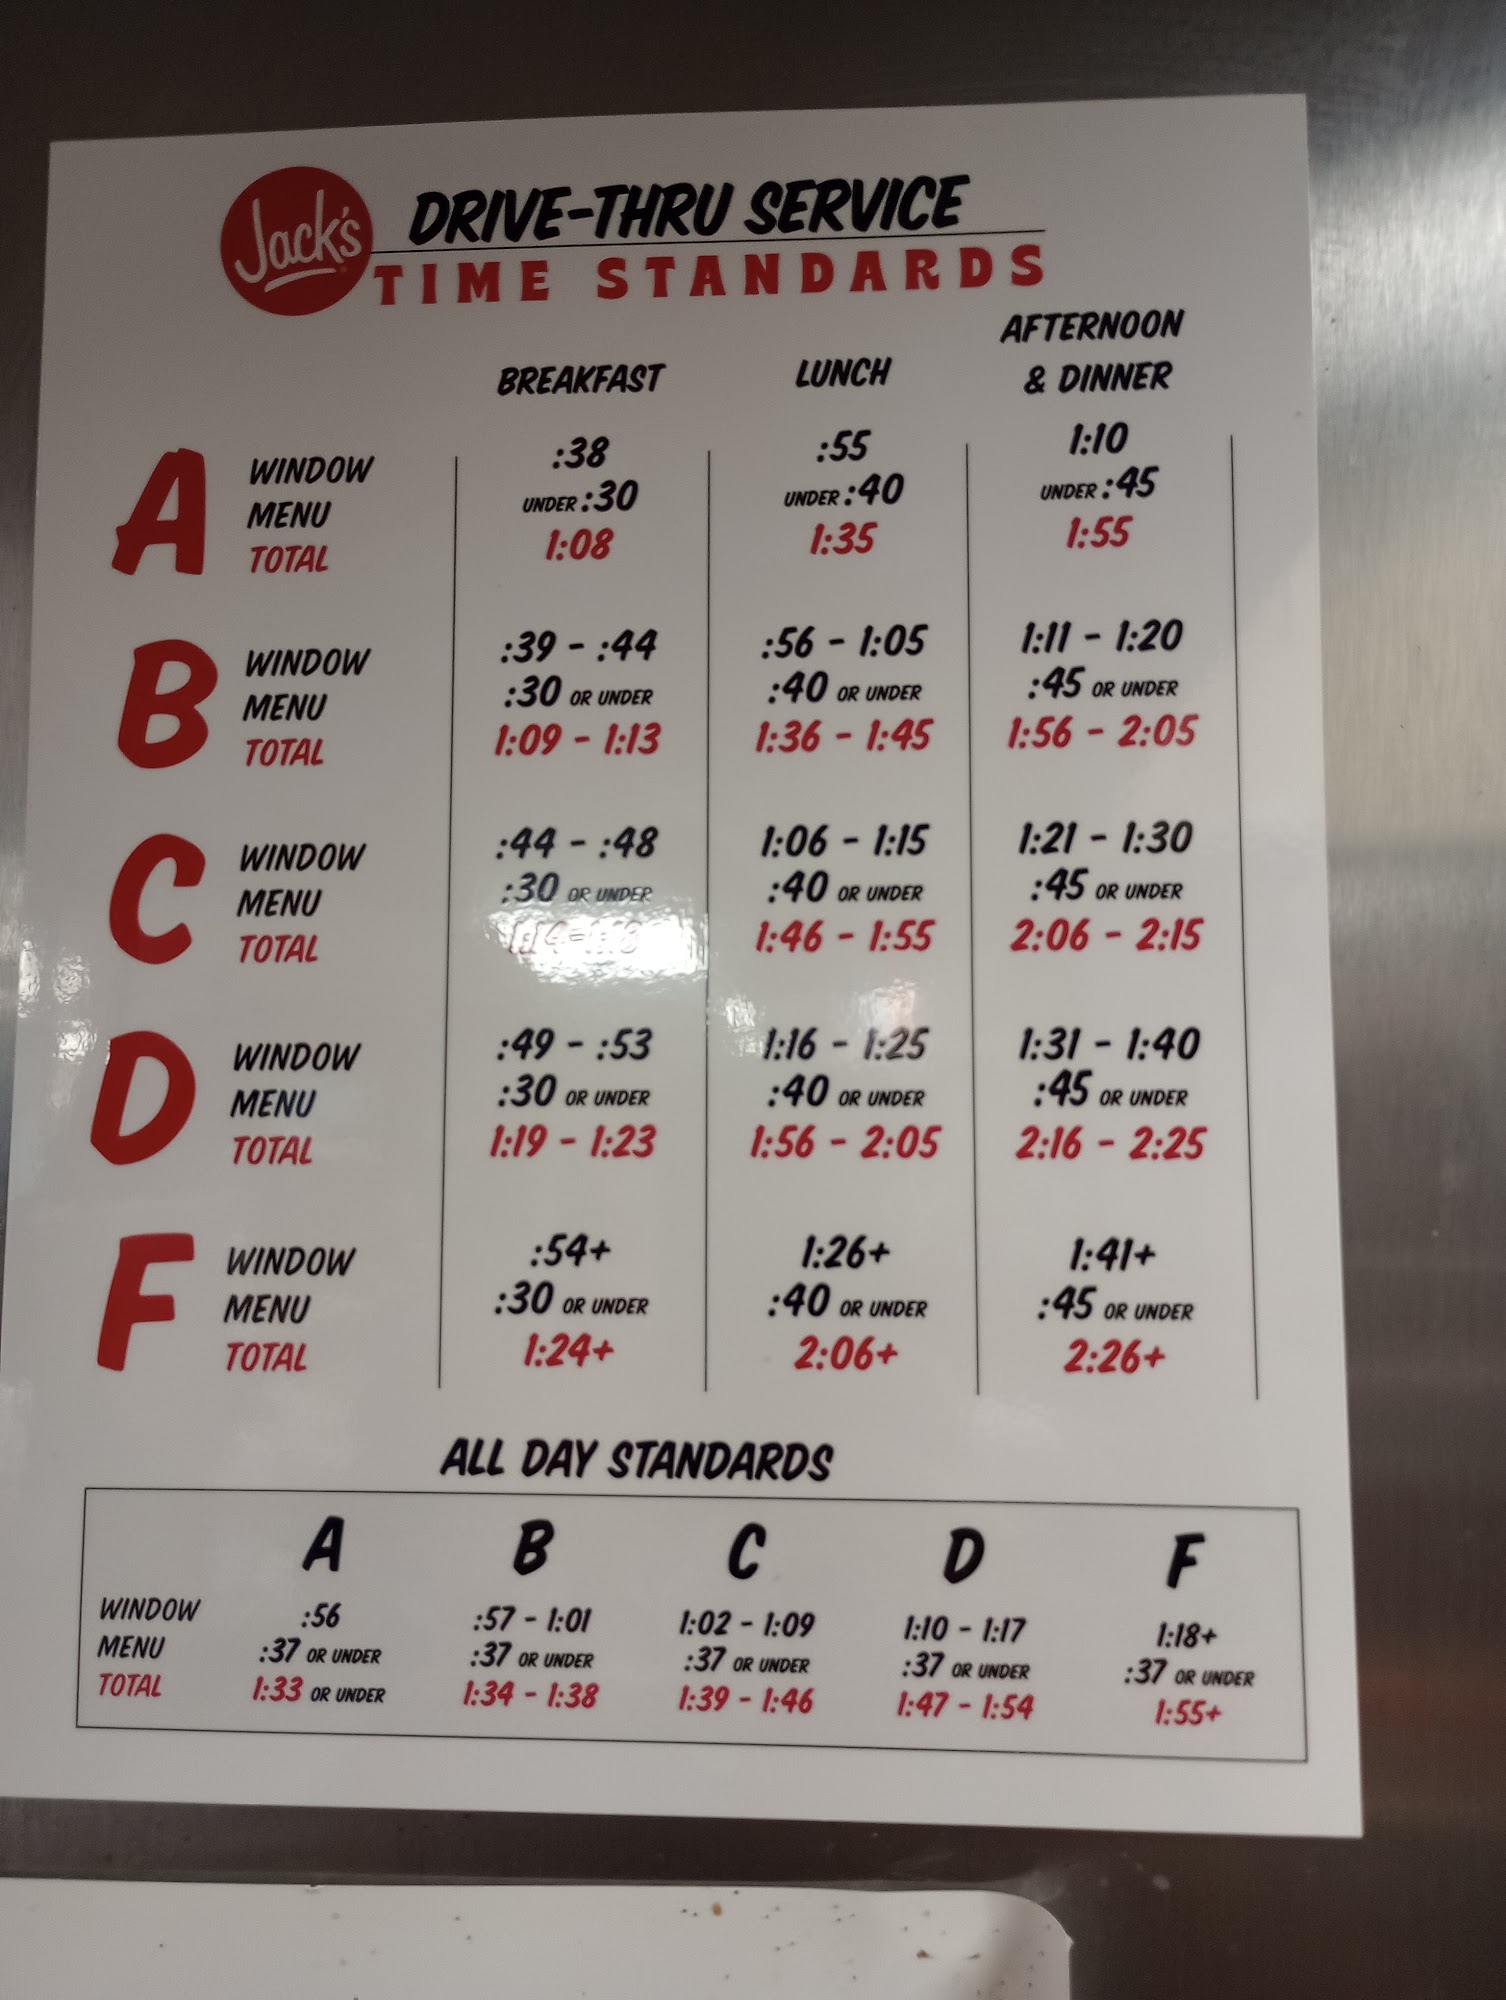 Jack's
DRIVE-THRU SERVICE
TIME STANDARDS
BREAKFAST LUNCH AFTERNOON & DINNER
A
WINDOW :38 :55 1:10
MENU UNDER :30 UNDER :40 UNDER :45
TOTAL 1:08 1:35 1:55
B
WINDOW :39 - :44 :56 - 1:05 1:11 - 1:20
MENU :30 OR UNDER :40 OR UNDER :45 OR UNDER
TOTAL 1:09 - 1:13 1:36 - 1:45 1:56 - 2:05
C
WINDOW :44 - :48 1:06 - 1:15 1:21 - 1:30
MENU :30 OR UNDER :40 OR UNDER :45 OR UNDER
TOTAL 1:46 - 1:55 2:06 - 2:15
D
WINDOW :49 - :53 1:16 - 1:25 1:31 - 1:40
MENU :30 OR UNDER :40 OR UNDER :45 OR UNDER
TOTAL 1:19 - 1:23 1:56 - 2:05 2:16 - 2:25
F
WINDOW :54+ 1:26+ 1:41+
MENU :30 OR UNDER :40 OR UNDER :45 OR UNDER
TOTAL 1:24+ 2:06+ 2:26+
ALL DAY STANDARDS
A B C D F
WINDOW :56 :57 - 1:01 1:02 - 1:09 1:10 - 1:17 1:18+
MENU :37 OR UNDER :37 OR UNDER :37 OR UNDER :37 OR UNDER :37 OR UNDER
TOTAL 1:33 OR UNDER 1:34 - 1:38 1:39 - 1:46 1:47 - 1:54 1:55+